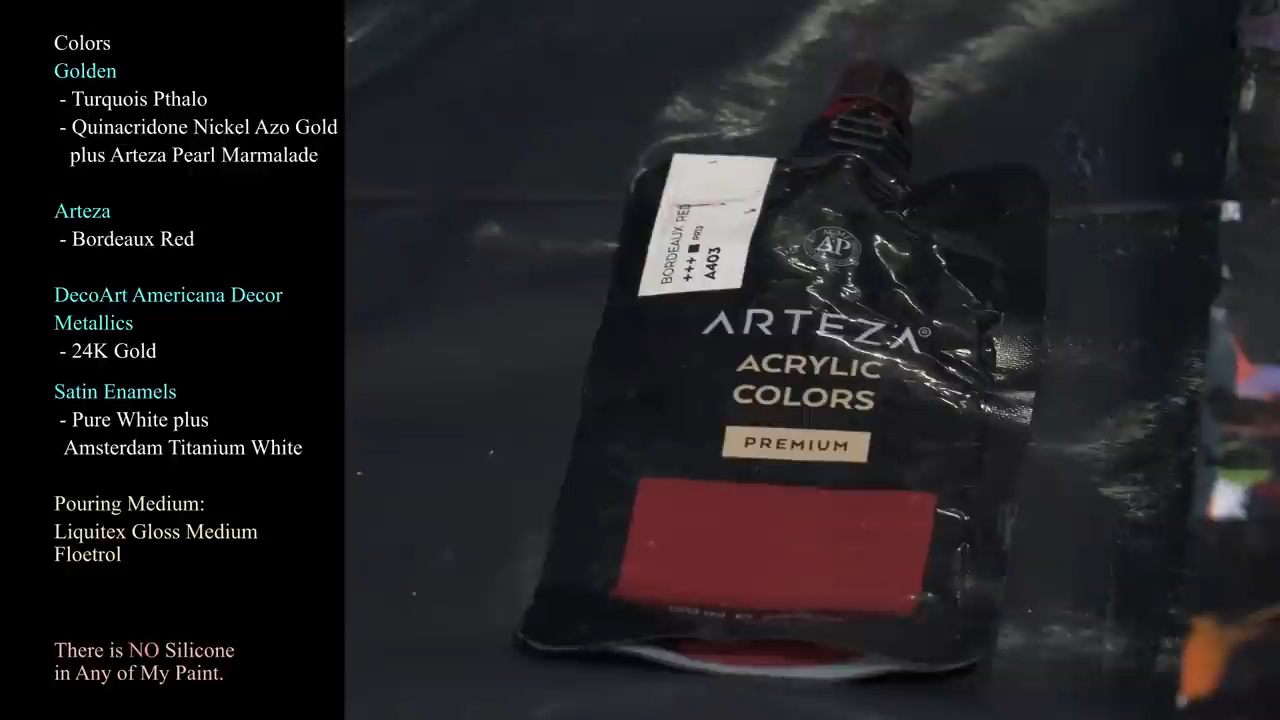 Colors
Golden
- Turquois Pthalo
- Quinacridone Nickel Azo Gold
plus Arteza Pearl Marmalade
Arteza
- Bordeaux Red
DecoArt Americana Decor
Metallics
- 24K Gold
Satin Enamels
- Pure White plus
Amsterdam Titanium White
Pouring Medium:
Liquitex Gloss Medium
Floetrol
There is NO Silicone
in Any of My Paint.
BORDEAUX RED
+++
A403
AP
ARTEZA®
ACRYLIC
COLORS
PREMIUM